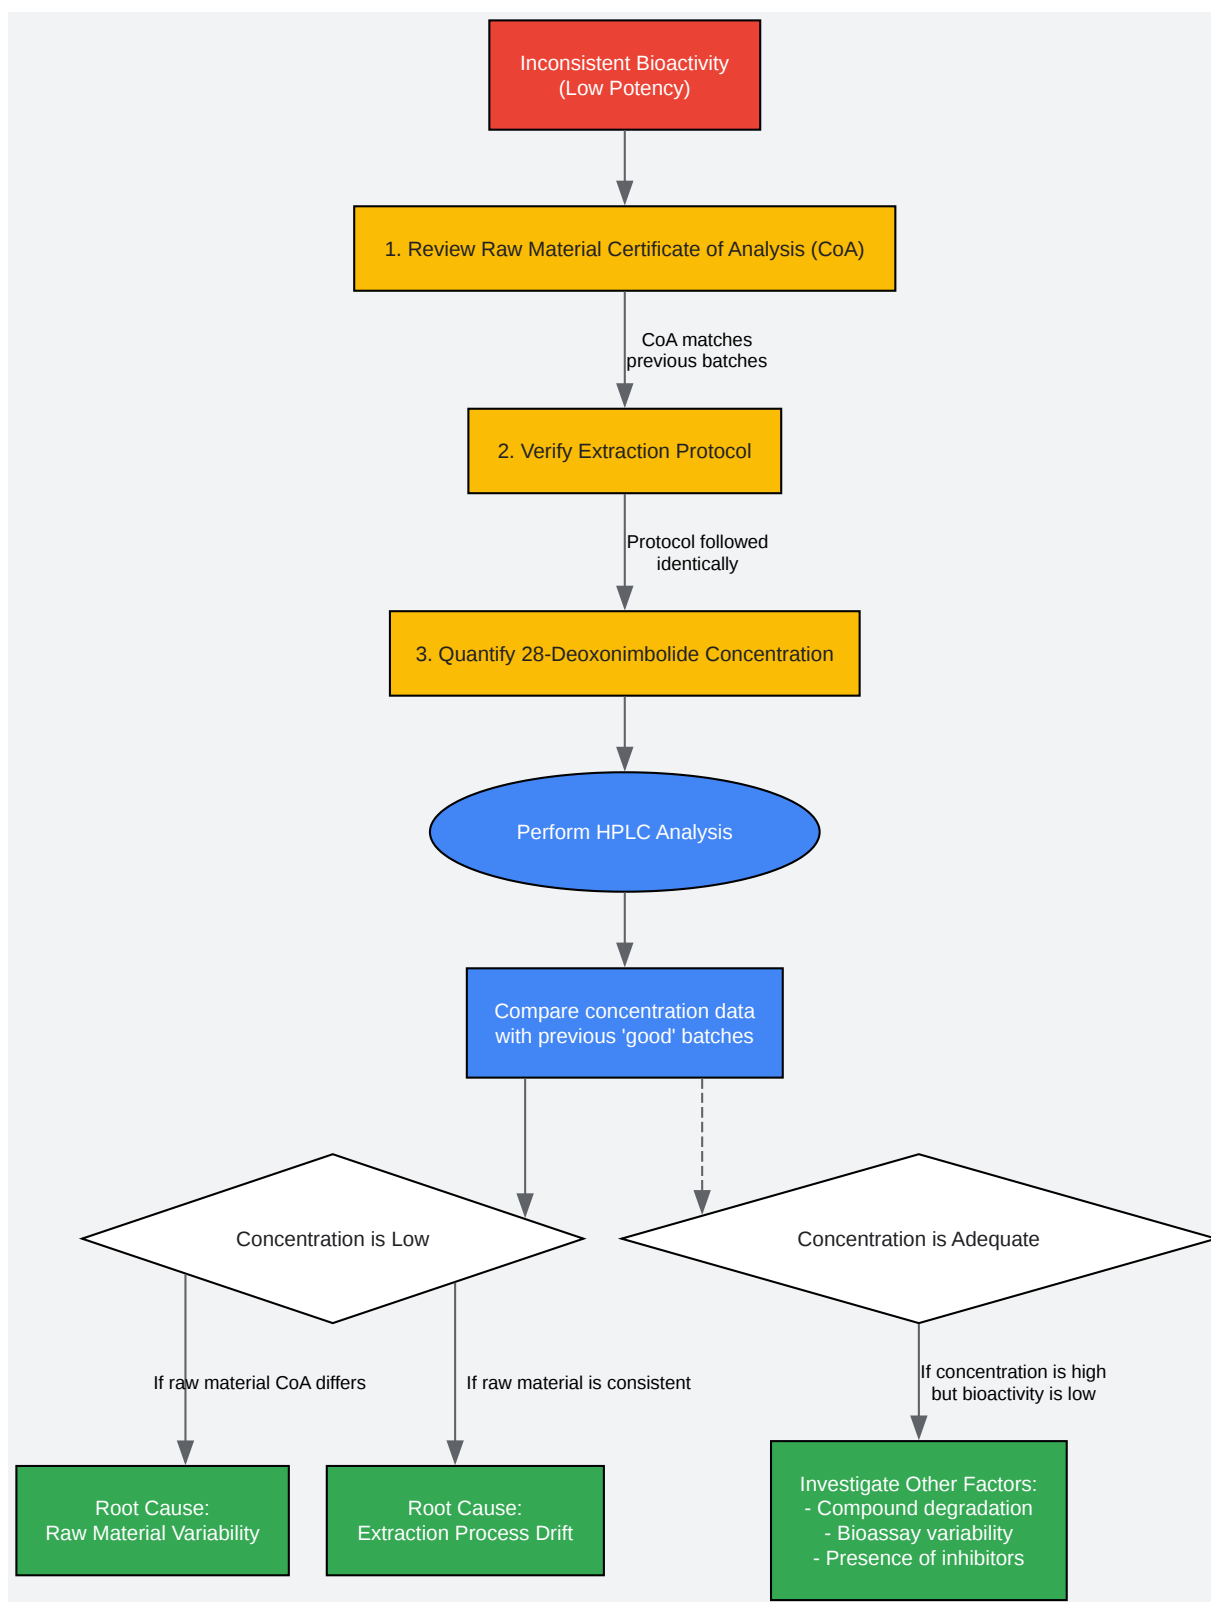 Inconsistent Bioactivity
(Low Potency)
1. Review Raw Material Certificate of Analysis (CoA)
CoA matches
previous batches
2. Verify Extraction Protocol
Protocol followed
identically
3. Quantify 28-Deoxonimbolide Concentration
Perform HPLC Analysis
Compare concentration data
with previous 'good' batches
Concentration is Low
Concentration is Adequate
If raw material CoA differs
If raw material is consistent
If concentration is high
but bioactivity is low
Root Cause:
Raw Material Variability
Root Cause:
Extraction Process Drift
Investigate Other Factors:
- Compound degradation
- Bioassay variability
- Presence of inhibitors